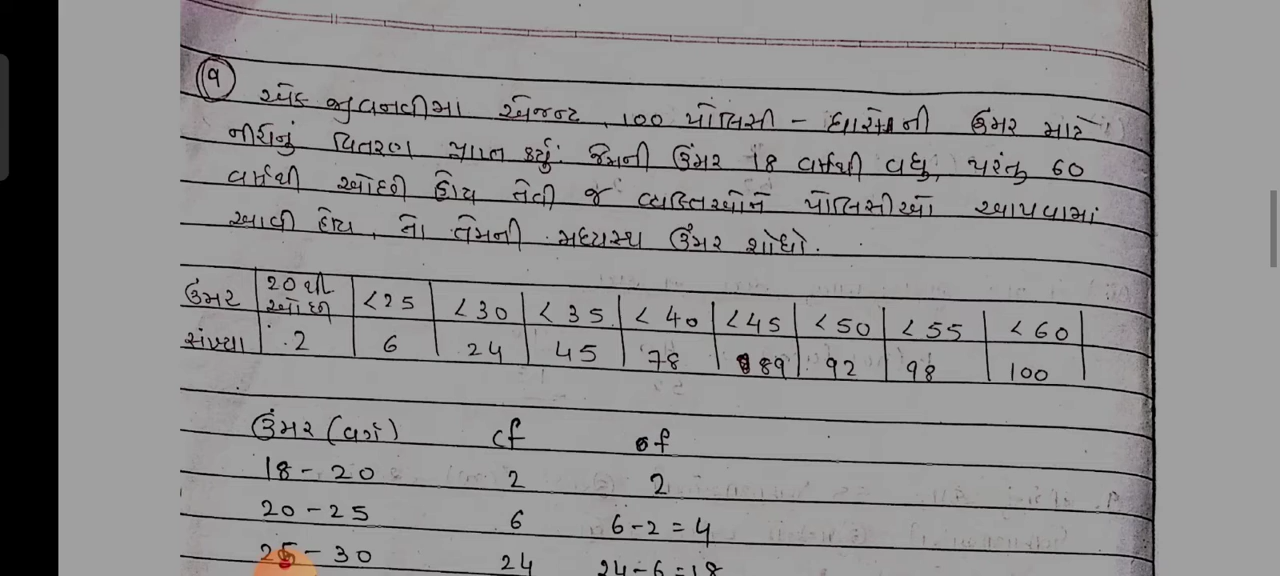 ૧
એક જીવનવીમા એજન્ટ, 100 પોલિસી - ધારકોની ઉંમર માટે
નીચેનું વિતરણ પ્રાપ્ત કર્યું. જેમની ઉંમર 18 વર્ષથી વધુ, પરંતુ 60
વર્ષથી ઓછી હોય તેવી જ વ્યક્તિઓને પોલિસીઓ આપવામાં
આવી હોય, તો તેમની મધ્યસ્થ ઉંમર શોધો.
ઉંમર 20થી ઓછી <25 <30 <35 <40 <45 <50 <55 <60
સંખ્યા 2 6 24 45 78 89 92 98 100
ઉંમર (વર્ગ) cf f
18 - 20 2 2
20 - 25 6 6-2 = 4
25 - 30 24 24-6=18